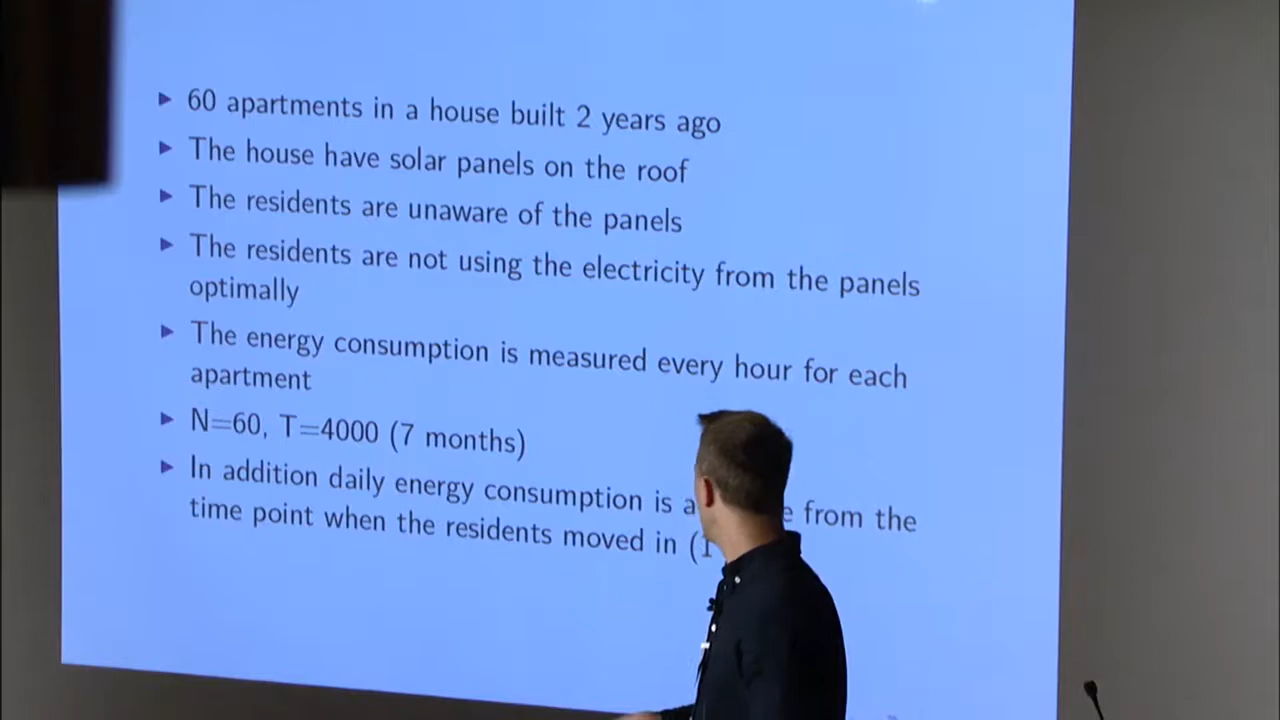 60 apartments in a house built 2 years ago
The house have solar panels on the roof
The residents are unaware of the panels
The residents are not using the electricity from the panels
optimally
The energy consumption is measured every hour for each
apartment
N=60, T=4000 (7 months)
In addition daily energy consumption is from the
time point when the residents moved in (1